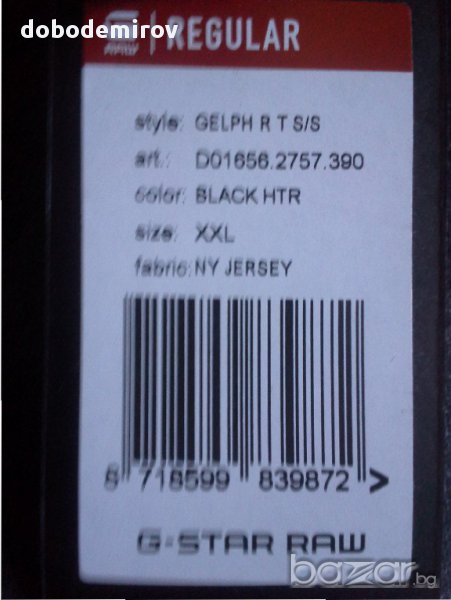 dobodemirov
RAW | REGULAR
style: GELPH R T S/S
art.: D01656.2757.390
color: BLACK HTR
size: XXL
fabric: NY JERSEY
8 718599 839872 >
G-STAR RAW
bazar.bg